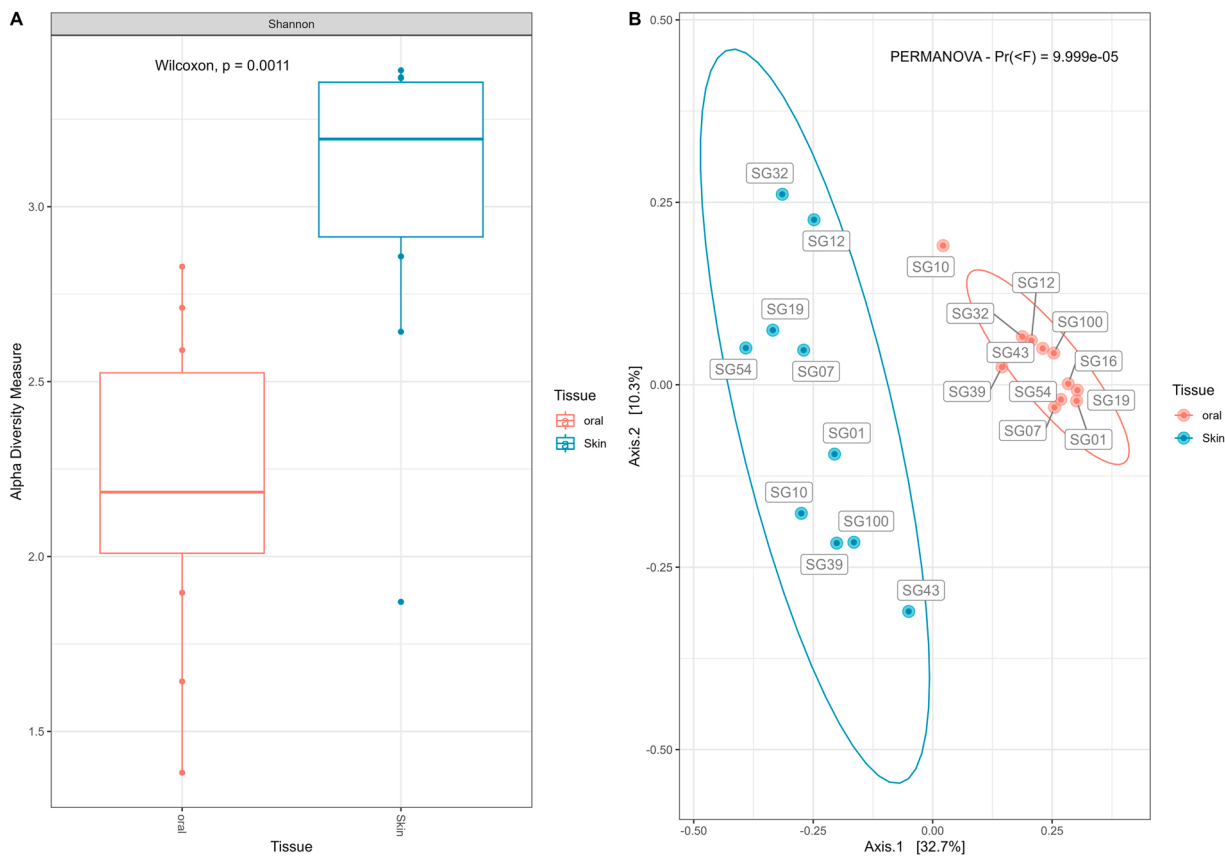 A
Shannon
Wilcoxon, p = 0.0011
3.0
2.5
2.0
1.5
Alpha Diversity Measure
oral
Skin
Tissue
Tissue
a oral
a Skin
B
PERMANOVA - Pr(<F) = 9.999e-05
0.50
0.25
0.00
-0.25
-0.50
Axis.2 [10.3%]
SG32
SG12
SG19
SG54
SG07
SG01
SG10
SG100
SG39
SG43
SG10
SG12
SG32
SG100
SG43
SG16
SG39
SG54
SG19
SG07
SG01
-0.50
-0.25
0.00
0.25
Axis.1 [32.7%]
Tissue
oral
Skin